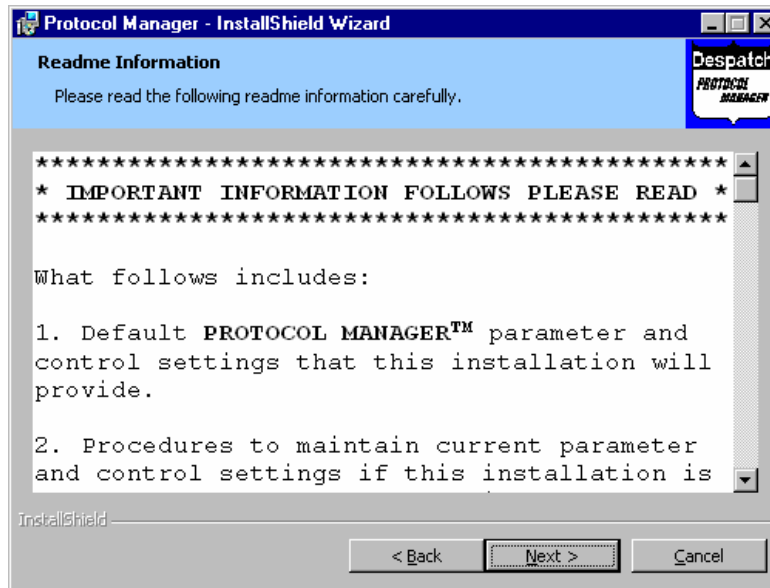 Protocol Manager - InstallShield Wizard
Readme Information
Please read the following readme information carefully.
Despatch
PROTOCOL
MANAGER
*********************************************
* IMPORTANT INFORMATION FOLLOWS PLEASE READ *
*********************************************
What follows includes:
1. Default PROTOCOL MANAGER™ parameter and
control settings that this installation will
provide.
2. Procedures to maintain current parameter
and control settings if this installation is
InstallShield
< Back
Next >
Cancel